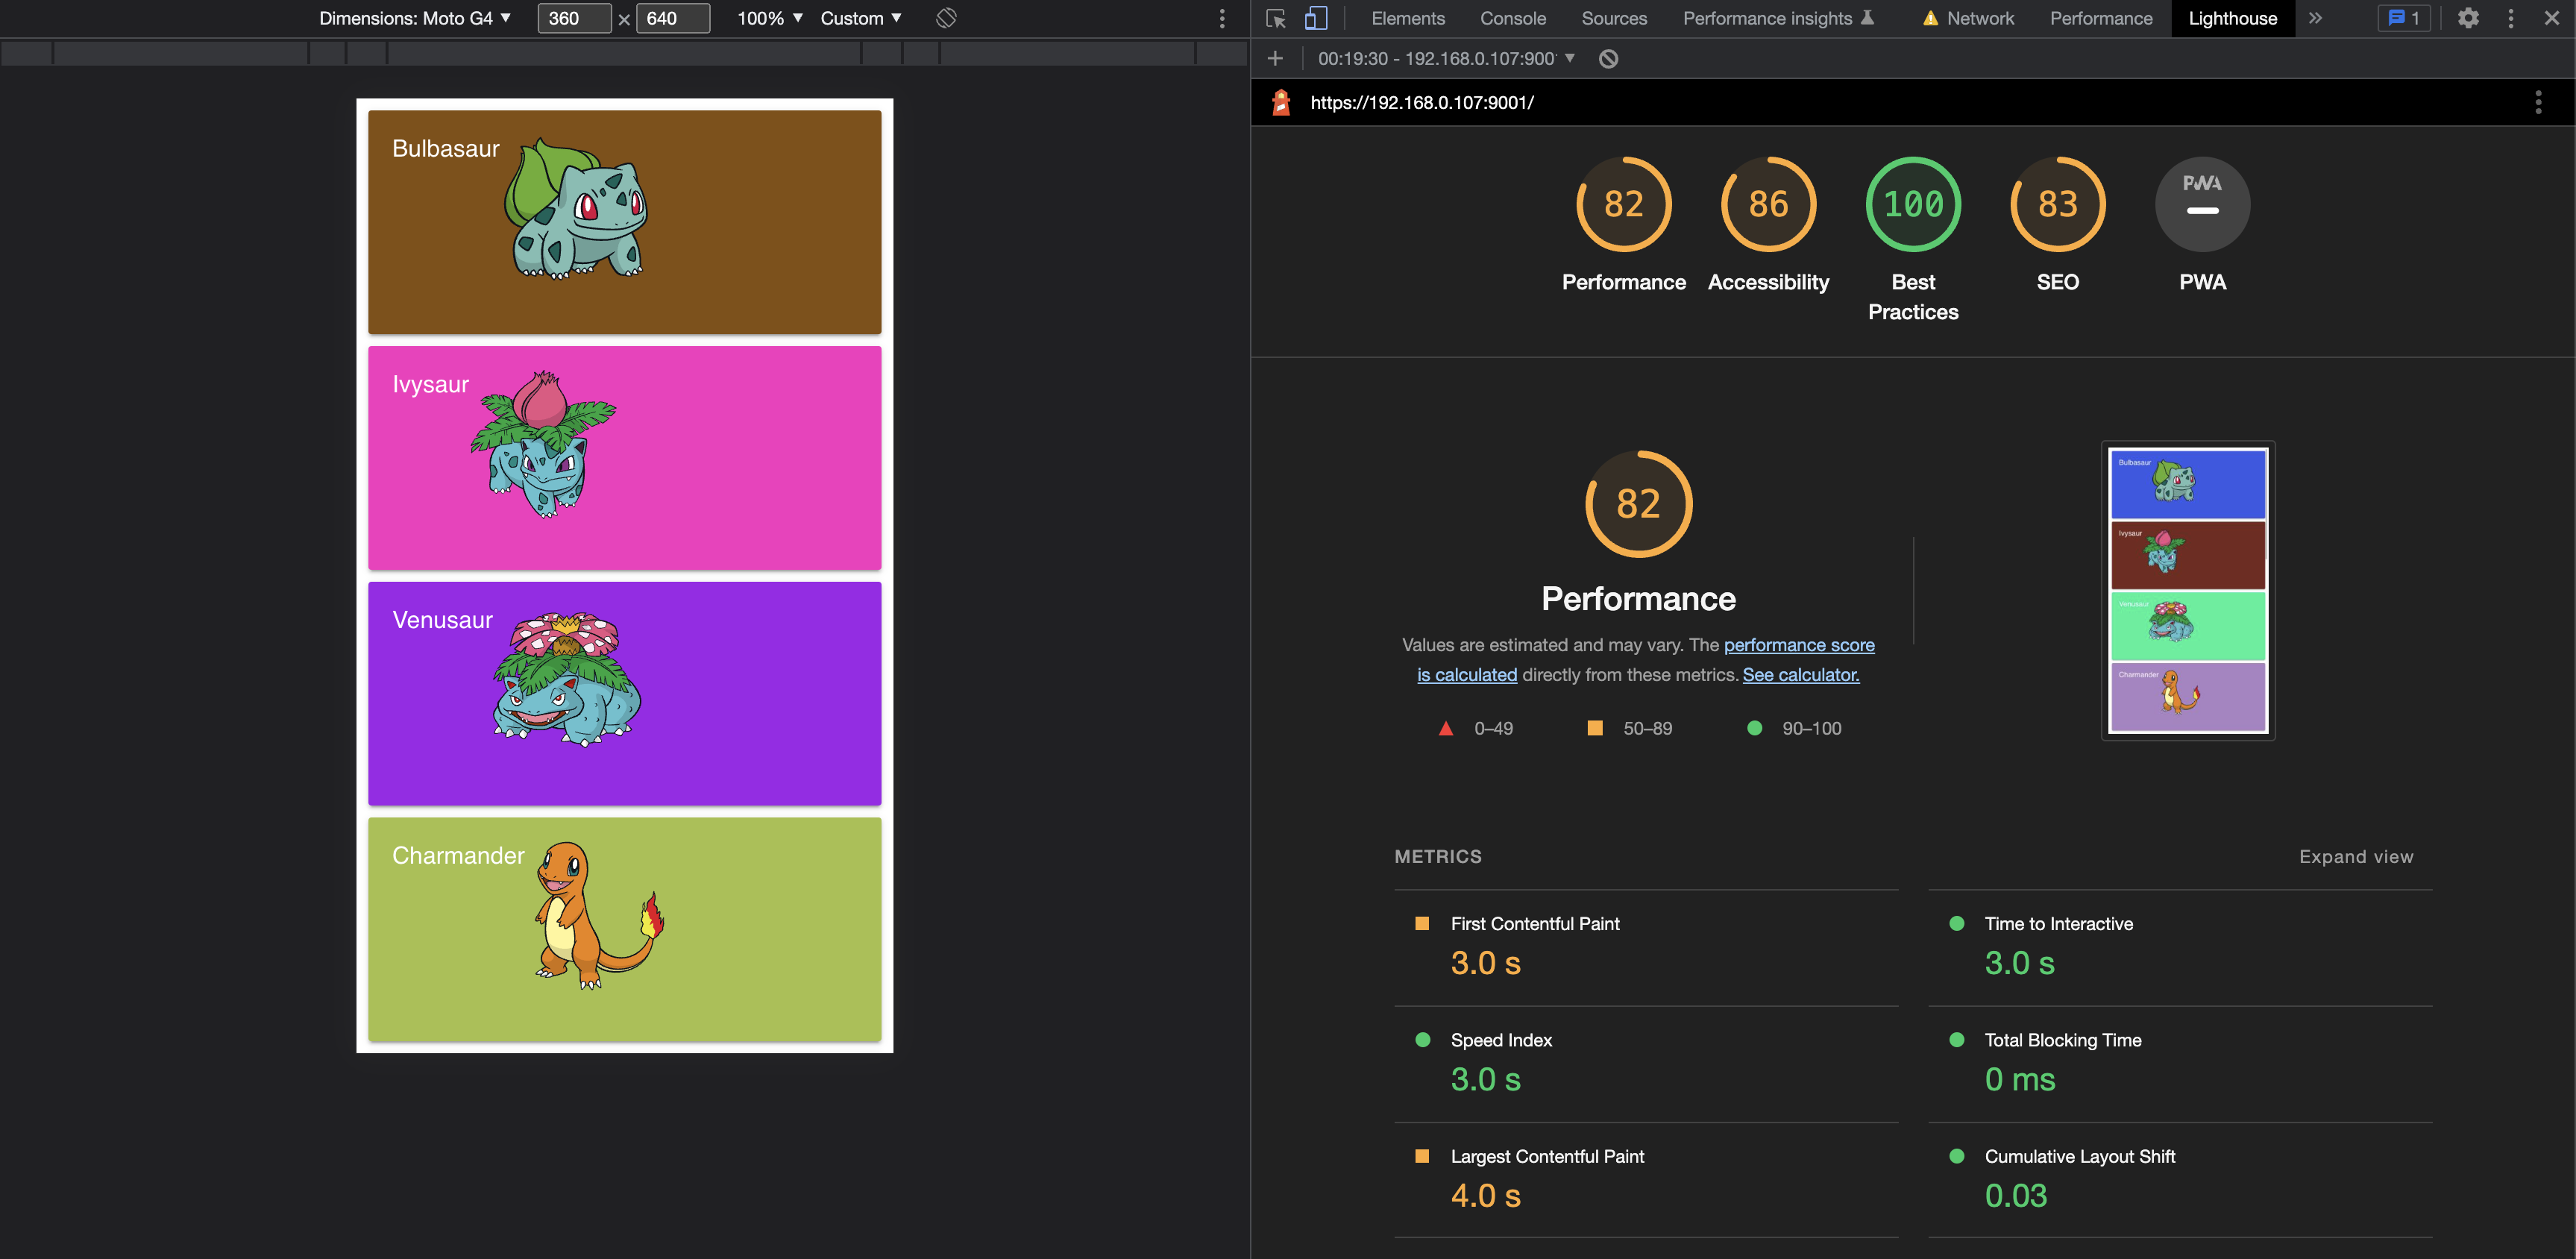 Dimensions: Moto G4 ▼ 360 × 640 100% ▼ Custom ▼
Elements Console Sources Performance insights Network Performance Lighthouse » 1
00:19:30 - 192.168.0.107:900 ▼
https://192.168.0.107:9001/
Bulbasaur
Ivysaur
Venusaur
Charmander
82 86 100 83 PWA
Performance Accessibility Best Practices SEO PWA
82
Performance
Values are estimated and may vary. The performance score
is calculated directly from these metrics. See calculator.
0–49 50–89 90–100
Bulbasaur
Ivysaur
Venusaur
Charmander
METRICS Expand view
First Contentful Paint
3.0 s
Time to Interactive
3.0 s
Speed Index
3.0 s
Total Blocking Time
0 ms
Largest Contentful Paint
4.0 s
Cumulative Layout Shift
0.03